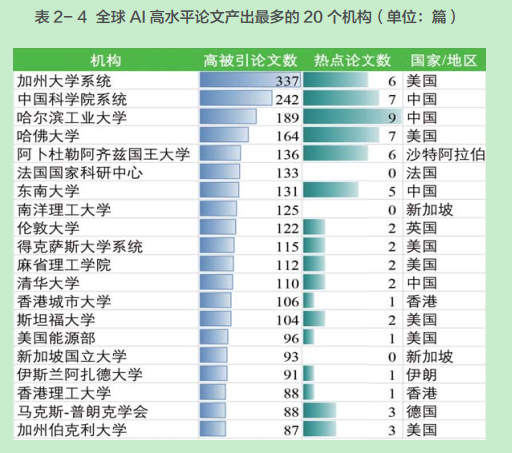 表 2-4 全球 AI 高水平论文产出最多的 20 个机构（单位：篇）
机构 高被引论文数 热点论文数 国家/地区
加州大学系统 337 6 美国
中国科学院系统 242 7 中国
哈尔滨工业大学 189 9 中国
哈佛大学 164 7 美国
阿卜杜勒阿齐兹国王大学 136 6 沙特阿拉伯
法国国家科研中心 133 0 法国
东南大学 131 5 中国
南洋理工大学 125 0 新加坡
伦敦大学 122 2 英国
得克萨斯大学系统 115 2 美国
麻省理工学院 112 2 美国
清华大学 110 2 中国
香港城市大学 106 1 香港
斯坦福大学 104 2 美国
美国能源部 96 1 美国
新加坡国立大学 93 0 新加坡
伊斯兰阿扎德大学 91 1 伊朗
香港理工大学 88 1 香港
马克斯-普朗克学会 88 3 德国
加州伯克利大学 87 3 美国